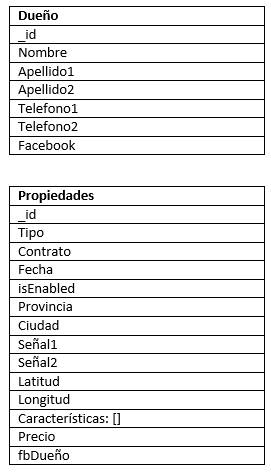 Dueño
_id
Nombre
Apellido1
Apellido2
Telefono1
Telefono2
Facebook
Propiedades
_id
Tipo
Contrato
Fecha
isEnabled
Provincia
Ciudad
Señal1
Señal2
Latitud
Longitud
Características: []
Precio
fbDueño